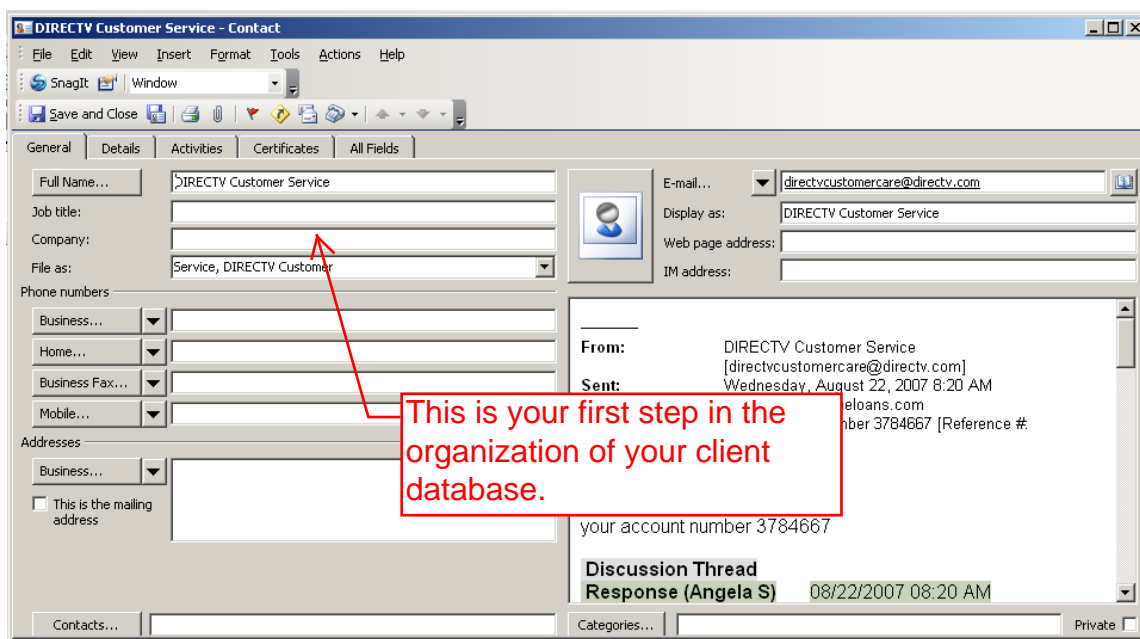 DIRECTV Customer Service - Contact
File Edit View Insert Format Tools Actions Help
SnagIt Window
Save and Close
General Details Activities Certificates All Fields
Full Name... DIRECTV Customer Service
Job title:
Company:
File as: Service, DIRECTV Customer
E-mail... directvcustomercare@directv.com
Display as: DIRECTV Customer Service
Web page address:
IM address:
Phone numbers
Business...
Home...
Business Fax...
Mobile...
Addresses
Business...
This is the mailing
address
From: DIRECTV Customer Service
[directvcustomercare@directv.com]
Sent: Wednesday, August 22, 2007 8:20 AM
eloans.com
3784667 [Reference #:
This is your first step in the
organization of your client
database.
your account number 3784667
Discussion Thread
Response (Angela S) 08/22/2007 08:20 AM
Contacts...
Categories...
Private